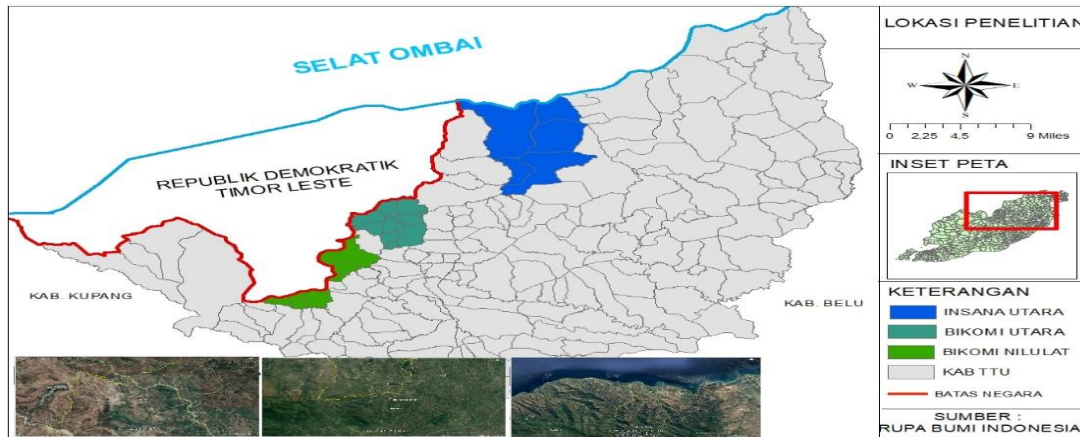 SELAT OMBAI
REPUBLIK DEMOKRATIK
TIMOR LESTE
KAB. KUPANG
KAB. BELU
LOKASI PENELITIAN
N
W E
S
0 2,25 4,5 9 Miles
INSET PETA
KETERANGAN
INSANA UTARA
BIKOMI UTARA
BIKOMI NILULAT
KAB TTU
BATAS NEGARA
SUMBER :
RUPA BUMI INDONESIA